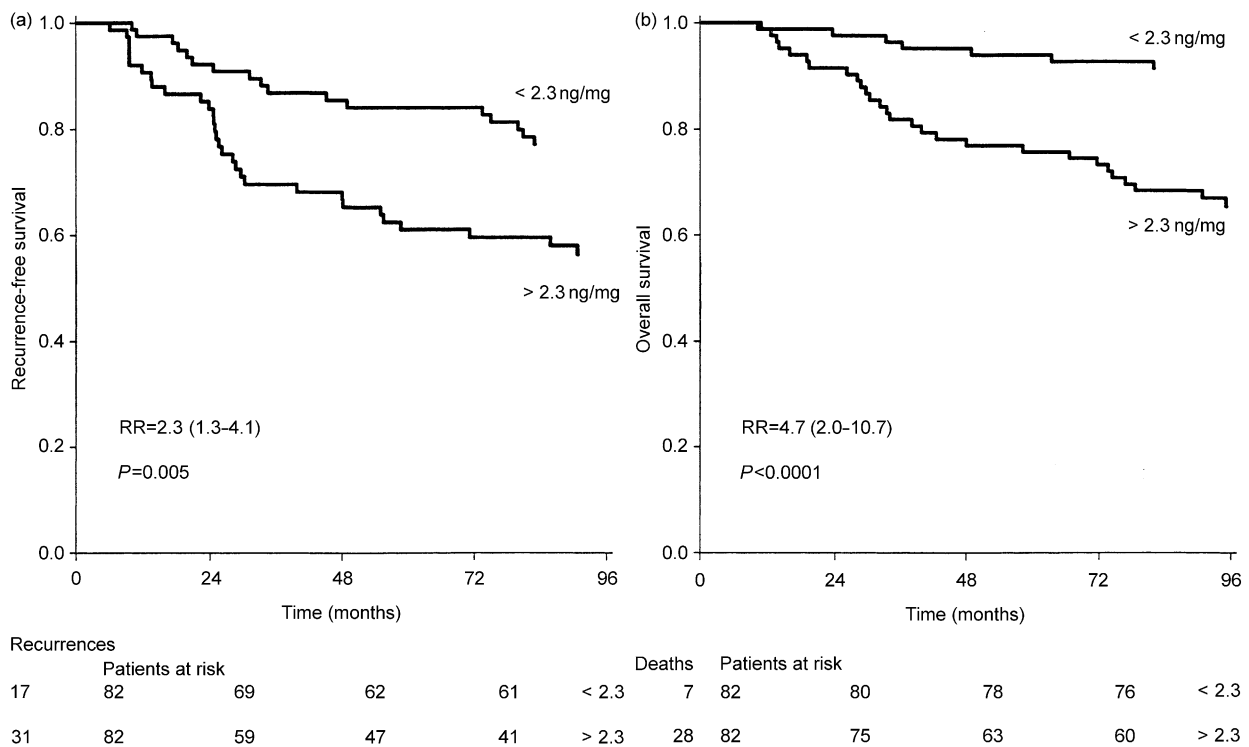 (a)
1.0
0.8
0.6
0.4
0.2
0.0
Recurrence-free survival
< 2.3 ng/mg
> 2.3 ng/mg
RR=2.3 (1.3–4.1)
P=0.005
0 24 48 72 96
Time (months)
Recurrences
Patients at risk
17 82 69 62 61 < 2.3
31 82 59 47 41 > 2.3
(b)
1.0
0.8
0.6
0.4
0.2
0.0
Overall survival
< 2.3 ng/mg
> 2.3 ng/mg
RR=4.7 (2.0–10.7)
P<0.0001
0 24 48 72 96
Time (months)
Deaths Patients at risk
7 82 80 78 76 < 2.3
28 82 75 63 60 > 2.3